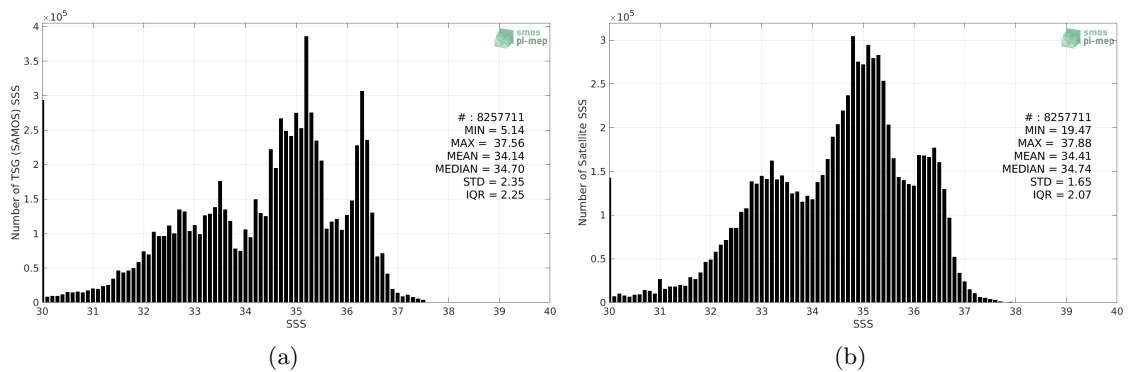 ×10⁵
4
3.5
3
2.5
2
1.5
1
0.5
0
Number of TSG (SAMOS) SSS
30 31 32 33 34 35 36 37 38 39 40
SSS
smos
pi-mep
# : 8257711
MIN = 5.14
MAX = 37.56
MEAN = 34.14
MEDIAN = 34.70
STD = 2.35
IQR = 2.25
(a)
×10⁵
3
2.5
2
1.5
1
0.5
0
Number of Satellite SSS
30 31 32 33 34 35 36 37 38 39 40
SSS
smos
pi-mep
# : 8257711
MIN = 19.47
MAX = 37.88
MEAN = 34.41
MEDIAN = 34.74
STD = 1.65
IQR = 2.07
(b)